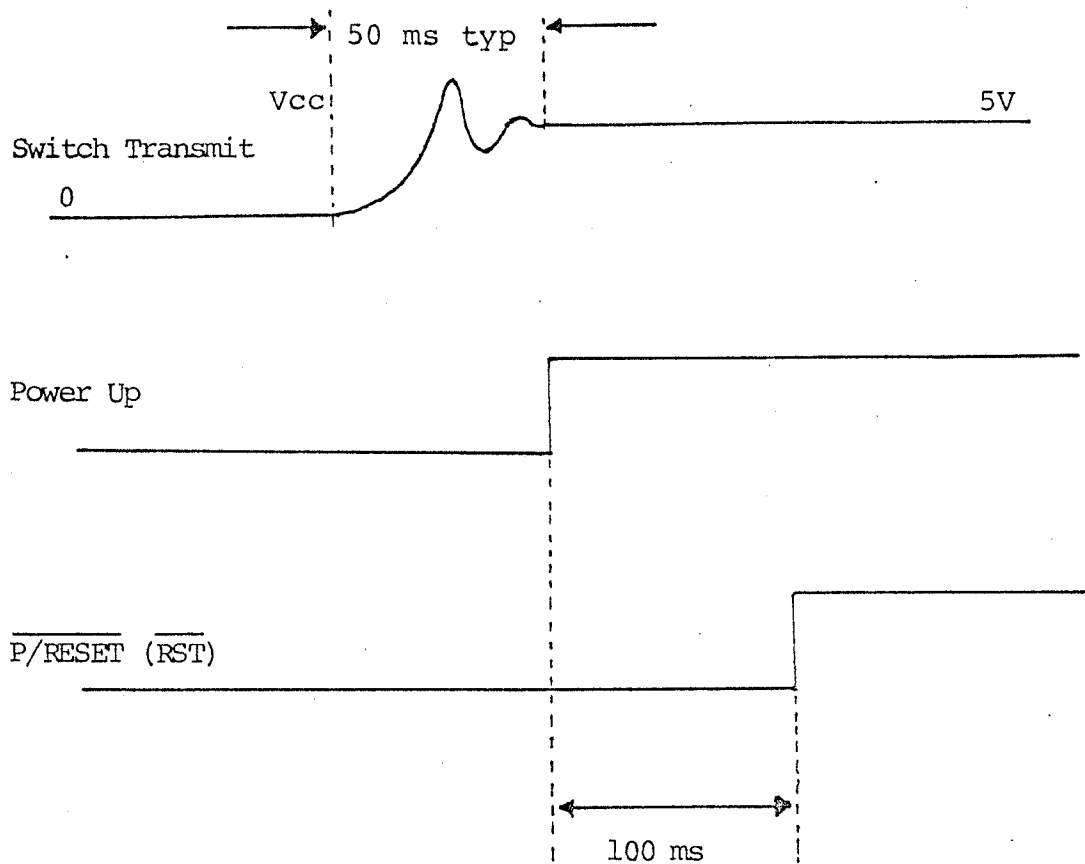 50 ms typ
Vcc
5V
Switch Transmit
0
Power Up
P/RESET (RST)
100 ms